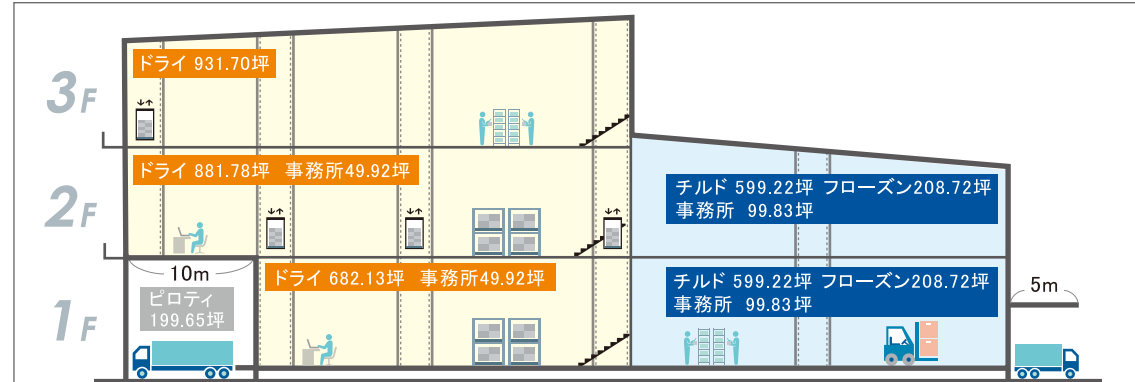 3F
ドライ 931.70坪
2F
ドライ 881.78坪 事務所49.92坪
チルド 599.22坪 フローズン208.72坪
事務所 99.83坪
1F
10m
ピロティ
199.65坪
ドライ 682.13坪 事務所49.92坪
チルド 599.22坪 フローズン208.72坪
事務所 99.83坪
5m